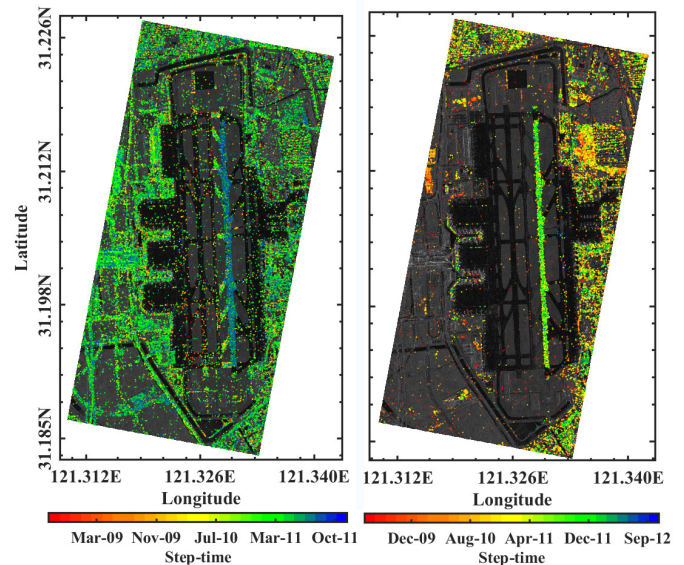 31.226N
31.212N
31.198N
31.185N
Latitude
121.312E 121.326E 121.340E
Longitude
121.312E 121.326E 121.340E
Longitude
Mar-09 Nov-09 Jul-10 Mar-11 Oct-11
Step-time
Dec-09 Aug-10 Apr-11 Dec-11 Sep-12
Step-time